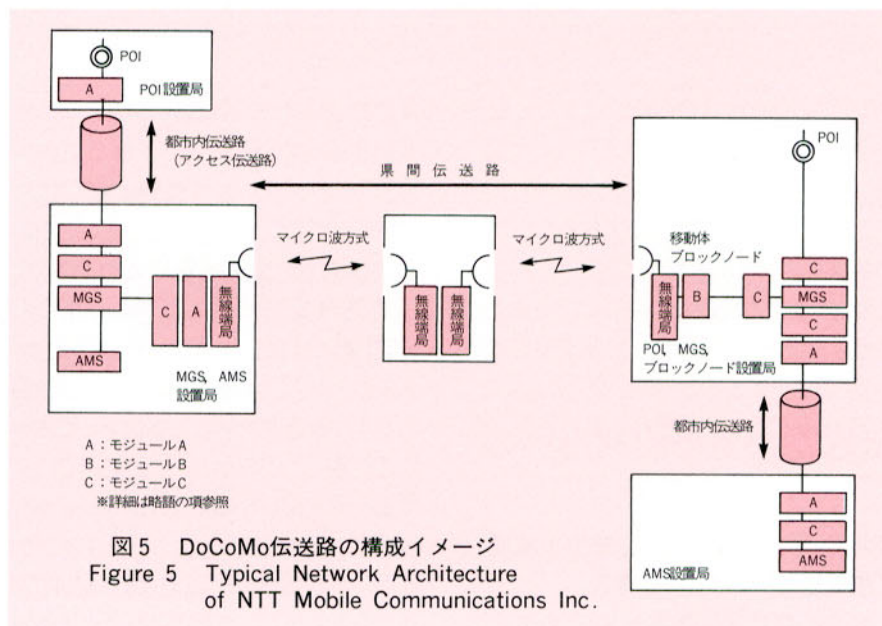 POI
A
POI設置局
都市内伝送路
(アクセス伝送路)
県間伝送路
A
C
MGS
AMS
C
A
無線端局
MGS、AMS
設置局
マイクロ波方式
無線端局
無線端局
マイクロ波方式
POI
移動体
ブロックノード
無線端局
B
C
C
MGS
C
A
POI、MGS、
ブロックノード設置局
都市内伝送路
A
C
AMS
AMS設置局
A:モジュールA
B:モジュールB
C:モジュールC
※詳細は略語の項参照
図5 DoCoMo伝送路の構成イメージ
Figure 5 Typical Network Architecture
of NTT Mobile Communications Inc.